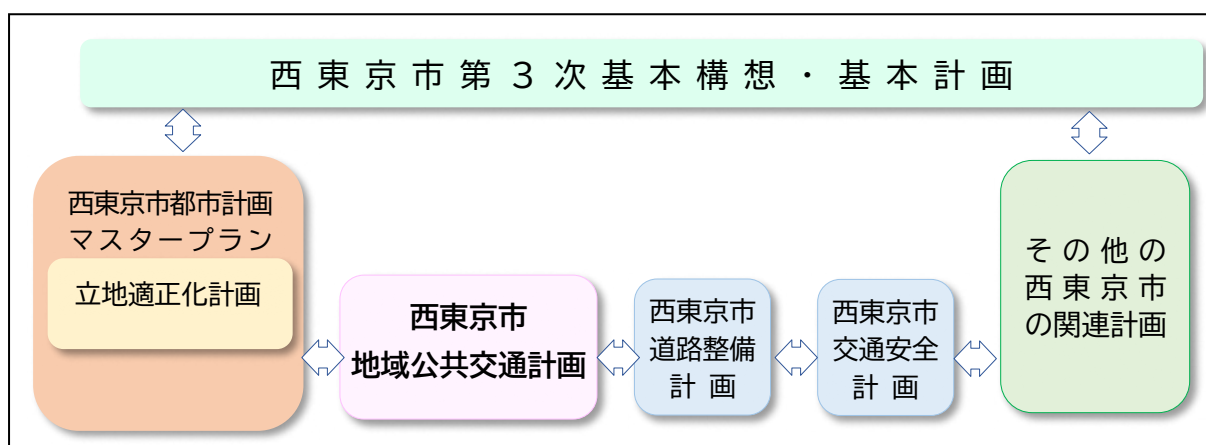 西東京市第３次基本構想・基本計画
西東京市都市計画
マスタープラン
立地適正化計画
西東京市
地域公共交通計画
西東京市
道路整備
計画
西東京市
交通安全
計画
その他の
西東京市
の関連計画